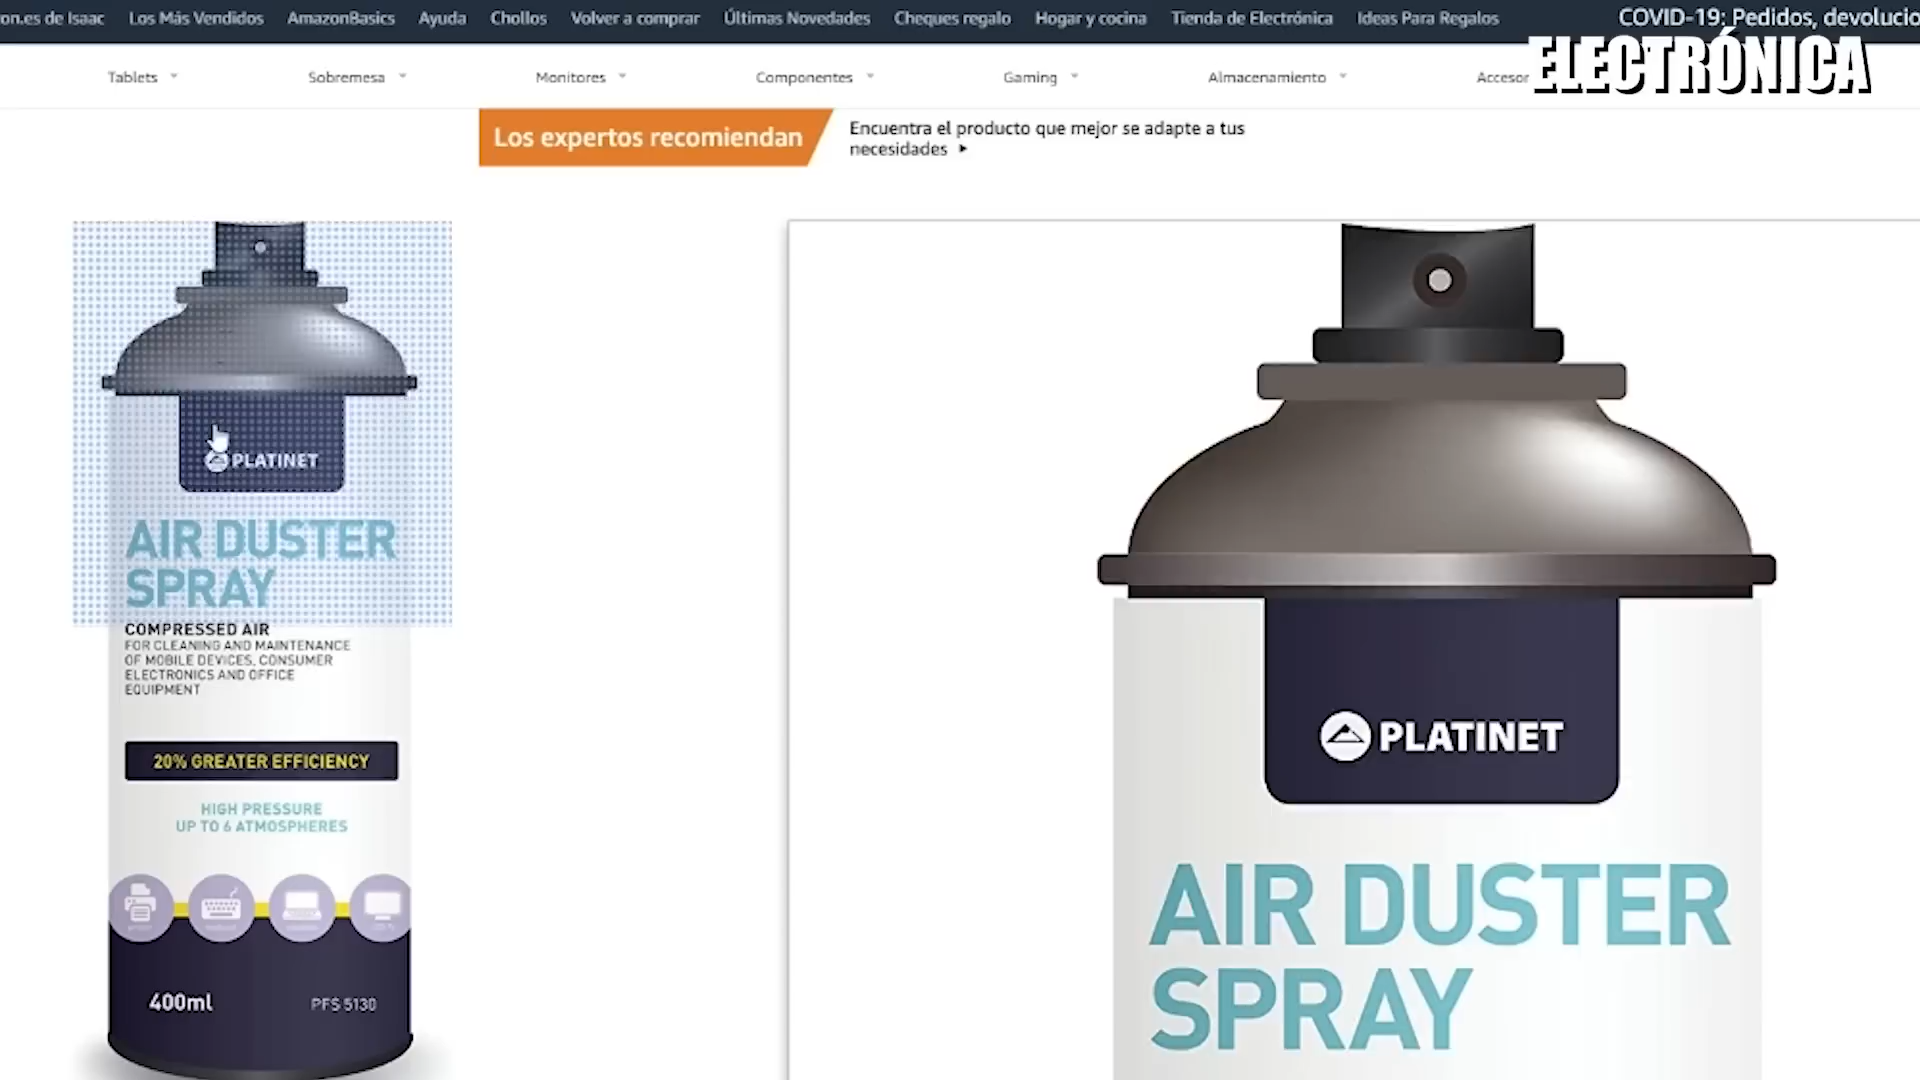 on.es de Isaac Los Más Vendidos AmazonBasics Ayuda Chollos Volver a comprar Últimas Novedades Cheques regalo Hogar y cocina Tienda de Electrónica Ideas Para Regalos COVID-19: Pedidos, devolucio
ELECTRÓNICA
Tablets Sobremesa Monitores Componentes Gaming Almacenamiento Accesor
Los expertos recomiendan
Encuentra el producto que mejor se adapte a tus
necesidades
PLATINET
AIR DUSTER
SPRAY
COMPRESSED AIR
FOR CLEANING AND MAINTENANCE
OF MOBILE DEVICES, CONSUMER
ELECTRONICS AND OFFICE
EQUIPMENT
20% GREATER EFFICIENCY
HIGH PRESSURE
UP TO 6 ATMOSPHERES
400ml PFS 5130
PLATINET
AIR DUSTER
SPRAY